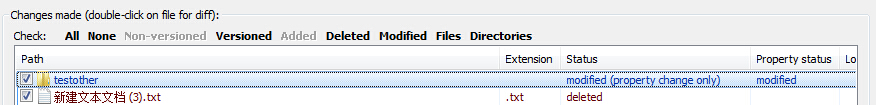 Changes made (double-click on file for diff):
Check: All None Non-versioned Versioned Added Deleted Modified Files Directories
Path Extension Status Property status Lo
testother modified (property change only) modified
新建文本文档 (3).txt .txt deleted